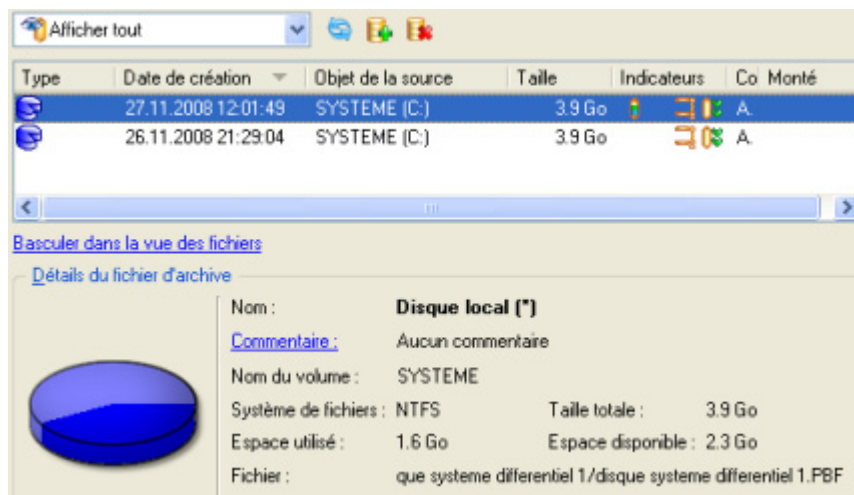 Afficher tout
Type Date de création Objet de la source Taille Indicateurs Co Monté
27.11.2008 12:01:49 SYSTEME (C:) 3.9 Go A.
26.11.2008 21:29:04 SYSTEME (C:) 3.9 Go A.
Basculer dans la vue des fichiers
Détails du fichier d'archive
Nom : Disque local (*)
Commentaire : Aucun commentaire
Nom du volume : SYSTEME
Système de fichiers : NTFS Taille totale : 3.9 Go
Espace utilisé : 1.6 Go Espace disponible : 2.3 Go
Fichier : que systeme differentiel 1/disque systeme differentiel 1.PBF